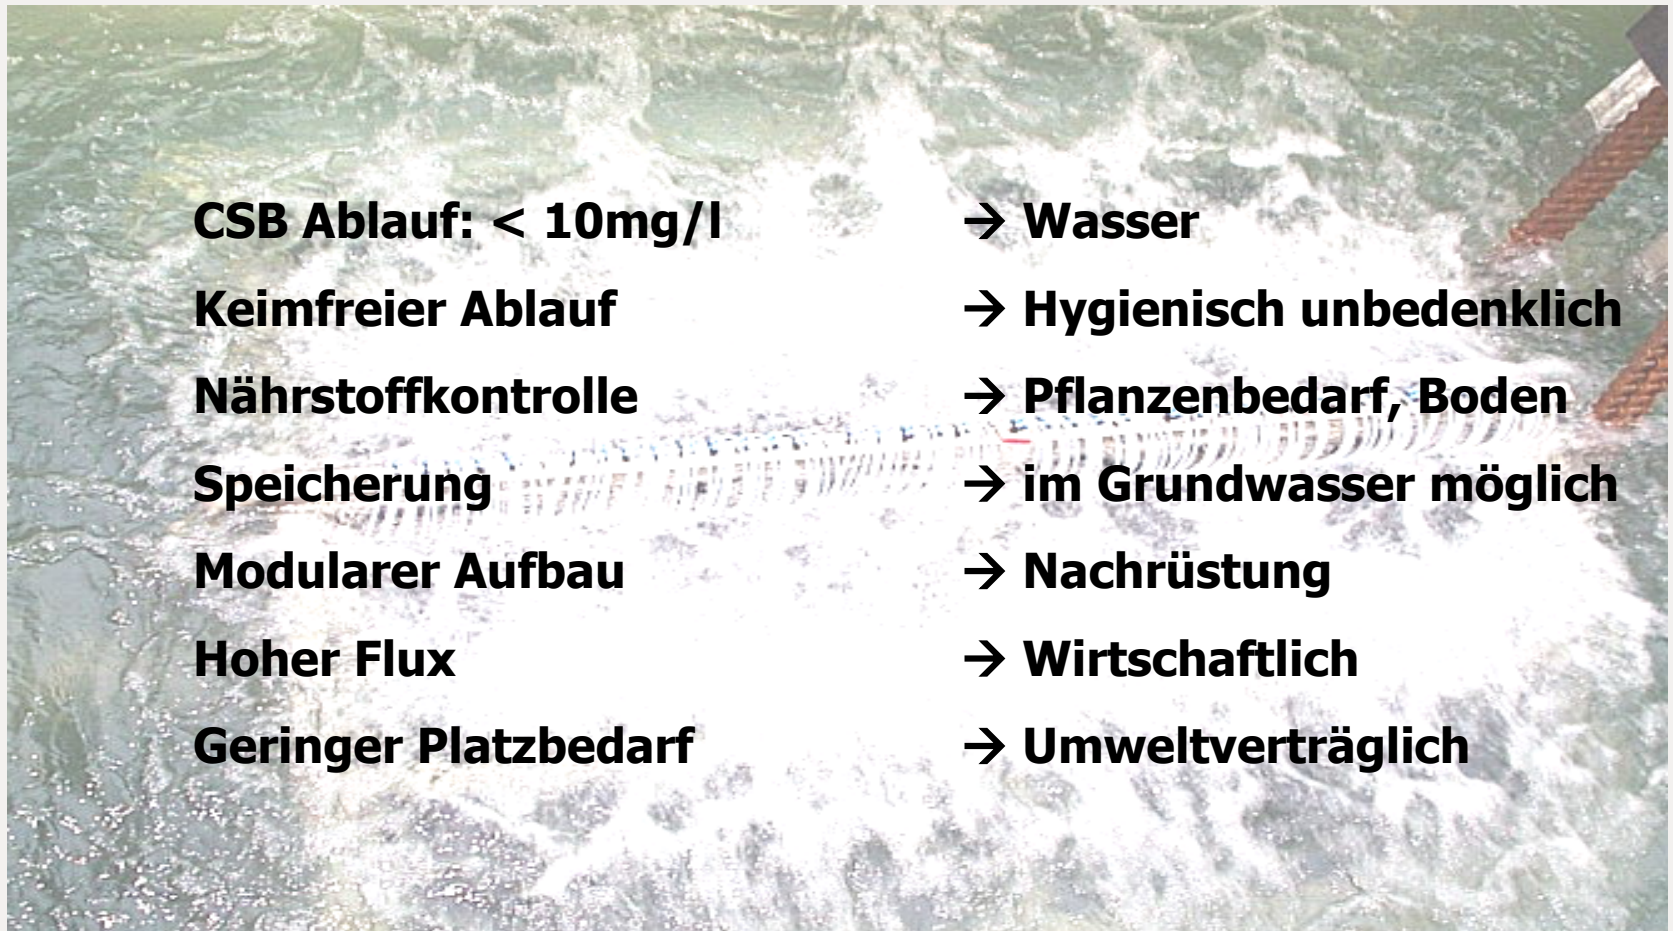 CSB Ablauf: < 10mg/l → Wasser
Keimfreier Ablauf → Hygienisch unbedenklich
Nährstoffkontrolle → Pflanzenbedarf, Boden
Speicherung → im Grundwasser möglich
Modularer Aufbau → Nachrüstung
Hoher Flux → Wirtschaftlich
Geringer Platzbedarf → Umweltverträglich